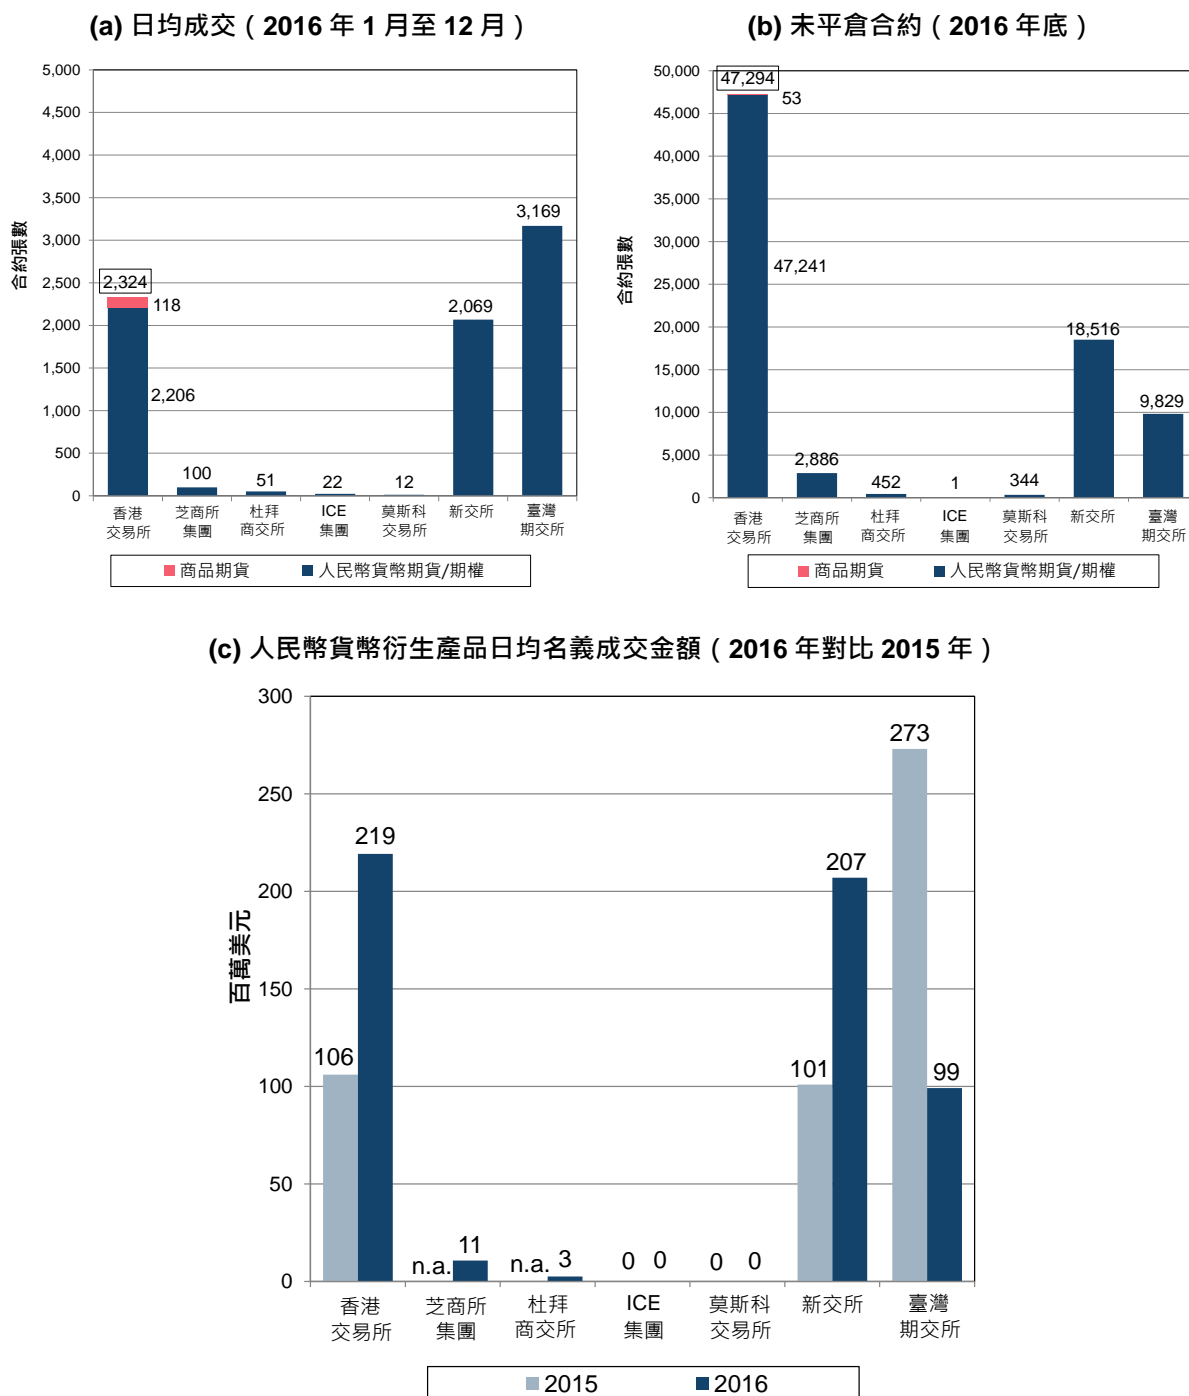 (a) 日均成交（2016 年 1 月至 12 月）
5,000
4,500
4,000
3,500
3,000
2,500
2,000
1,500
1,000
500
0
合約張數
2,324
118
2,206
100
51
22
12
2,069
3,169
香港
交易所
芝商所
集團
杜拜
商交所
ICE
集團
莫斯科
交易所
新交所
臺灣
期交所
商品期貨
人民幣貨幣期貨/期權
(b) 未平倉合約（2016 年底）
50,000
45,000
40,000
35,000
30,000
25,000
20,000
15,000
10,000
5,000
0
合約張數
47,294
53
47,241
2,886
452
1
344
18,516
9,829
香港
交易所
芝商所
集團
杜拜
商交所
ICE
集團
莫斯科
交易所
新交所
臺灣
期交所
商品期貨
人民幣貨幣期貨/期權
(c) 人民幣貨幣衍生產品日均名義成交金額（2016 年對比 2015 年）
300
250
200
150
100
50
0
百萬美元
106
219
n.a.
11
n.a.
3
0
0
0
0
101
207
273
99
香港
交易所
芝商所
集團
杜拜
商交所
ICE
集團
莫斯科
交易所
新交所
臺灣
期交所
2015
2016